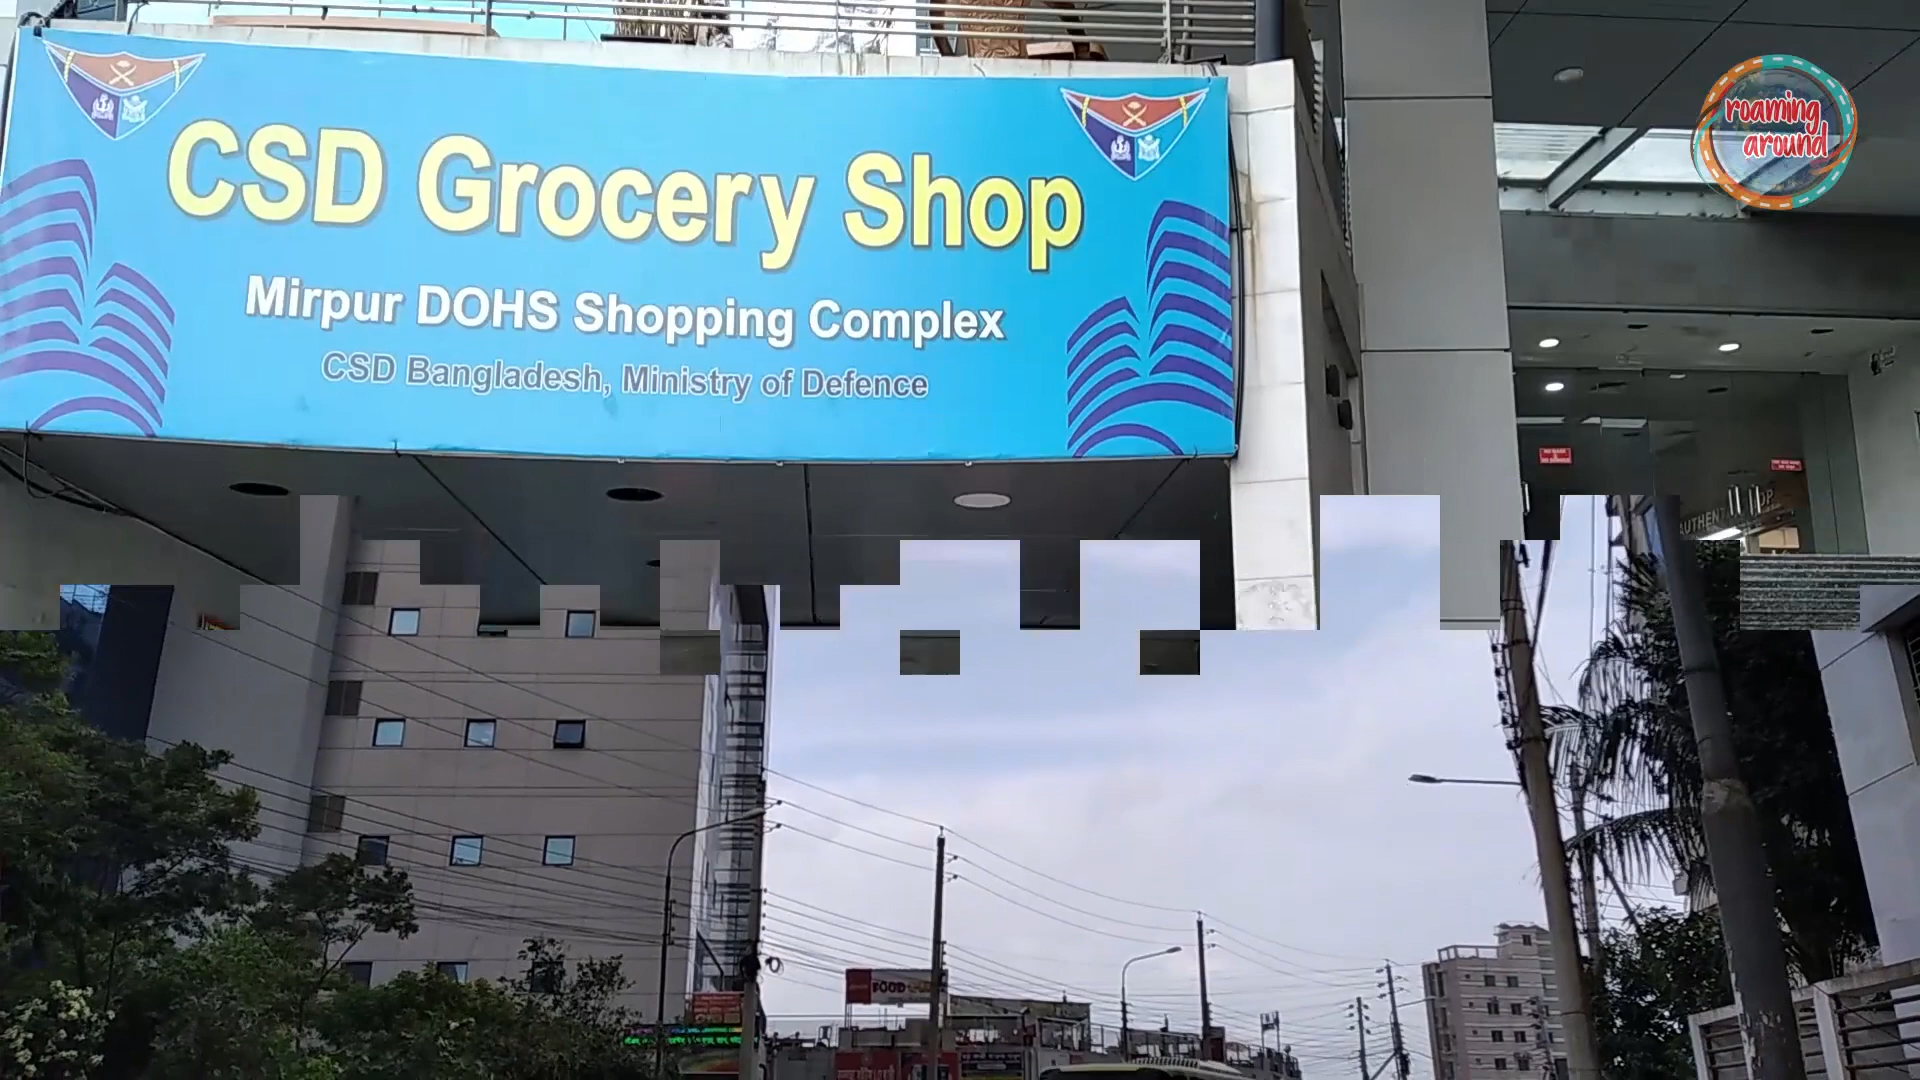 CSD Grocery Shop
Mirpur DOHS Shopping Complex
CSD Bangladesh, Ministry of Defence
roaming
around
FOOD